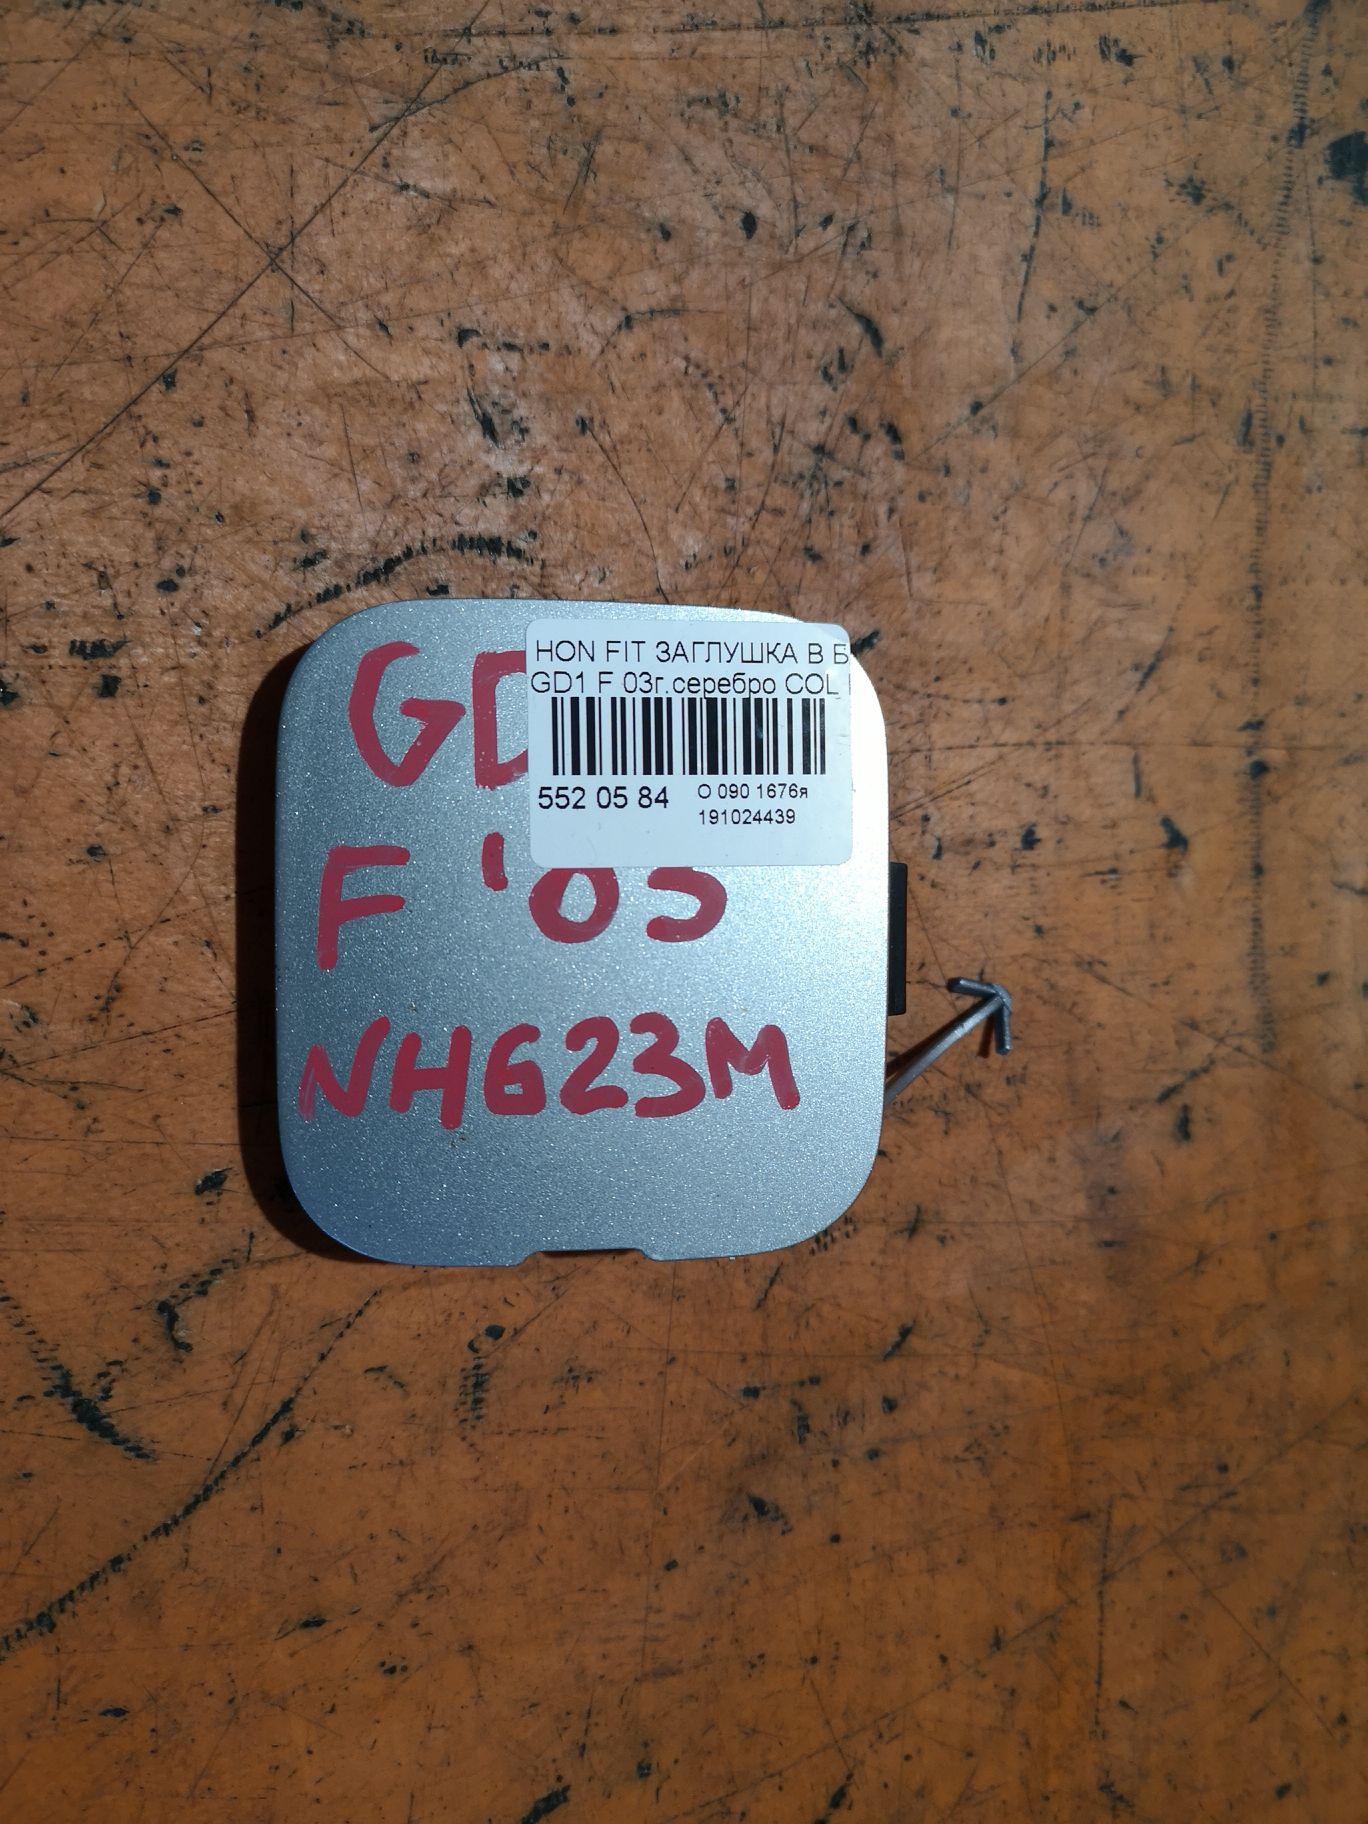 HON FIT ЗАГЛУШКА В Б
GD1 F 03г.серебро COL
552 05 84
О 090 1676я
191024439
GD
F '03
NH623M